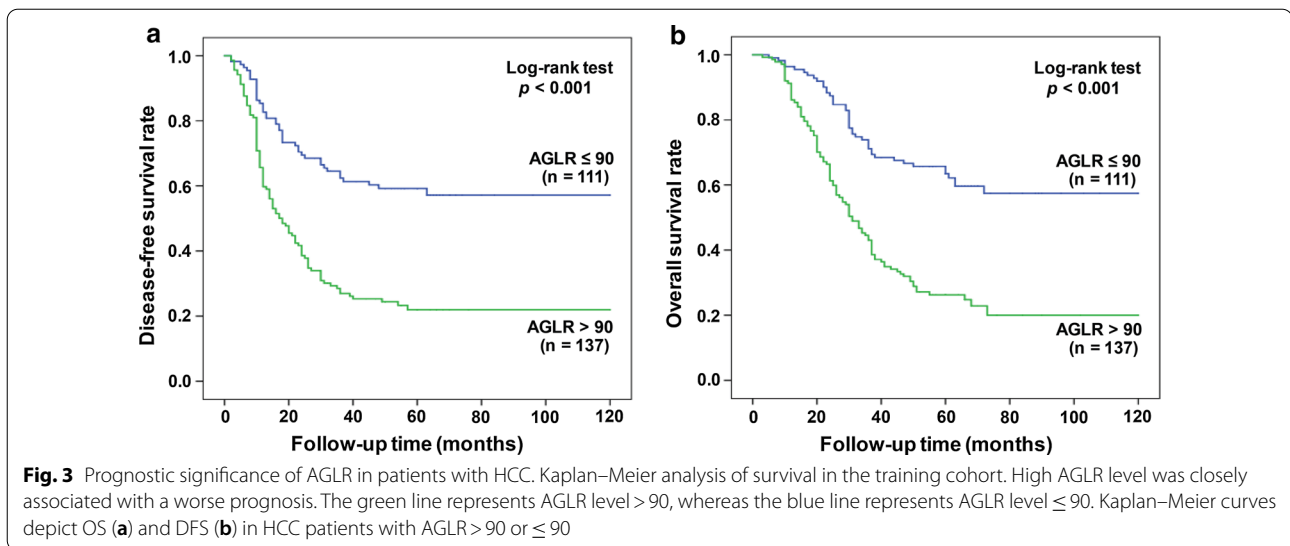 a
1.0
0.8
0.6
0.4
0.2
0.0
Disease-free survival rate
Log-rank test
p < 0.001
AGLR ≤ 90
(n = 111)
AGLR > 90
(n = 137)
0 20 40 60 80 100 120
Follow-up time (months)
b
1.0
0.8
0.6
0.4
0.2
0.0
Overall survival rate
Log-rank test
p < 0.001
AGLR ≤ 90
(n = 111)
AGLR > 90
(n = 137)
0 20 40 60 80 100 120
Follow-up time (months)
Fig. 3 Prognostic significance of AGLR in patients with HCC. Kaplan–Meier analysis of survival in the training cohort. High AGLR level was closely
associated with a worse prognosis. The green line represents AGLR level > 90, whereas the blue line represents AGLR level ≤ 90. Kaplan–Meier curves
depict OS (a) and DFS (b) in HCC patients with AGLR > 90 or ≤ 90